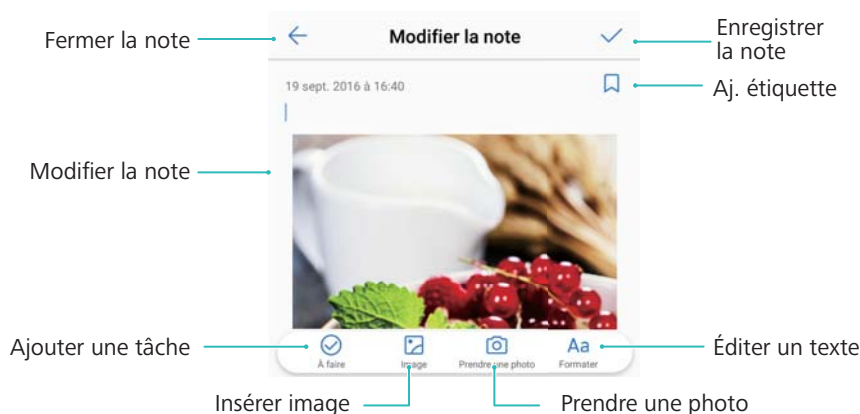 Fermer la note
Modifier la note
Enregistrer
la note
19 sept. 2016 à 16:40
Aj. étiquette
Modifier la note
Ajouter une tâche
À faire
Image
Prendre une photo
Aa
Formater
Éditer un texte
Insérer image
Prendre une photo